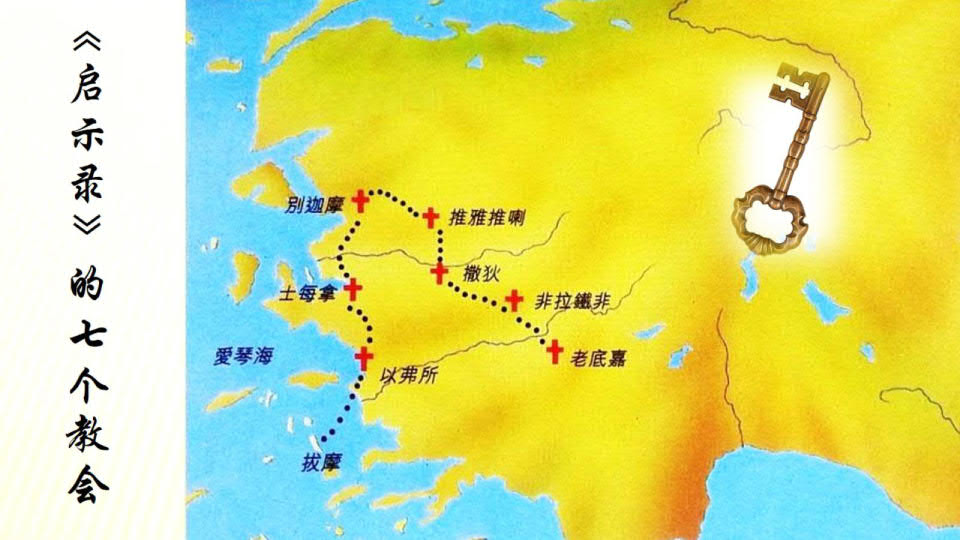 《启示录》的七个教会
別迦摩
推雅推喇
撒狄
士每拿
非拉鐵非
愛琴海
老底嘉
以弗所
拔摩